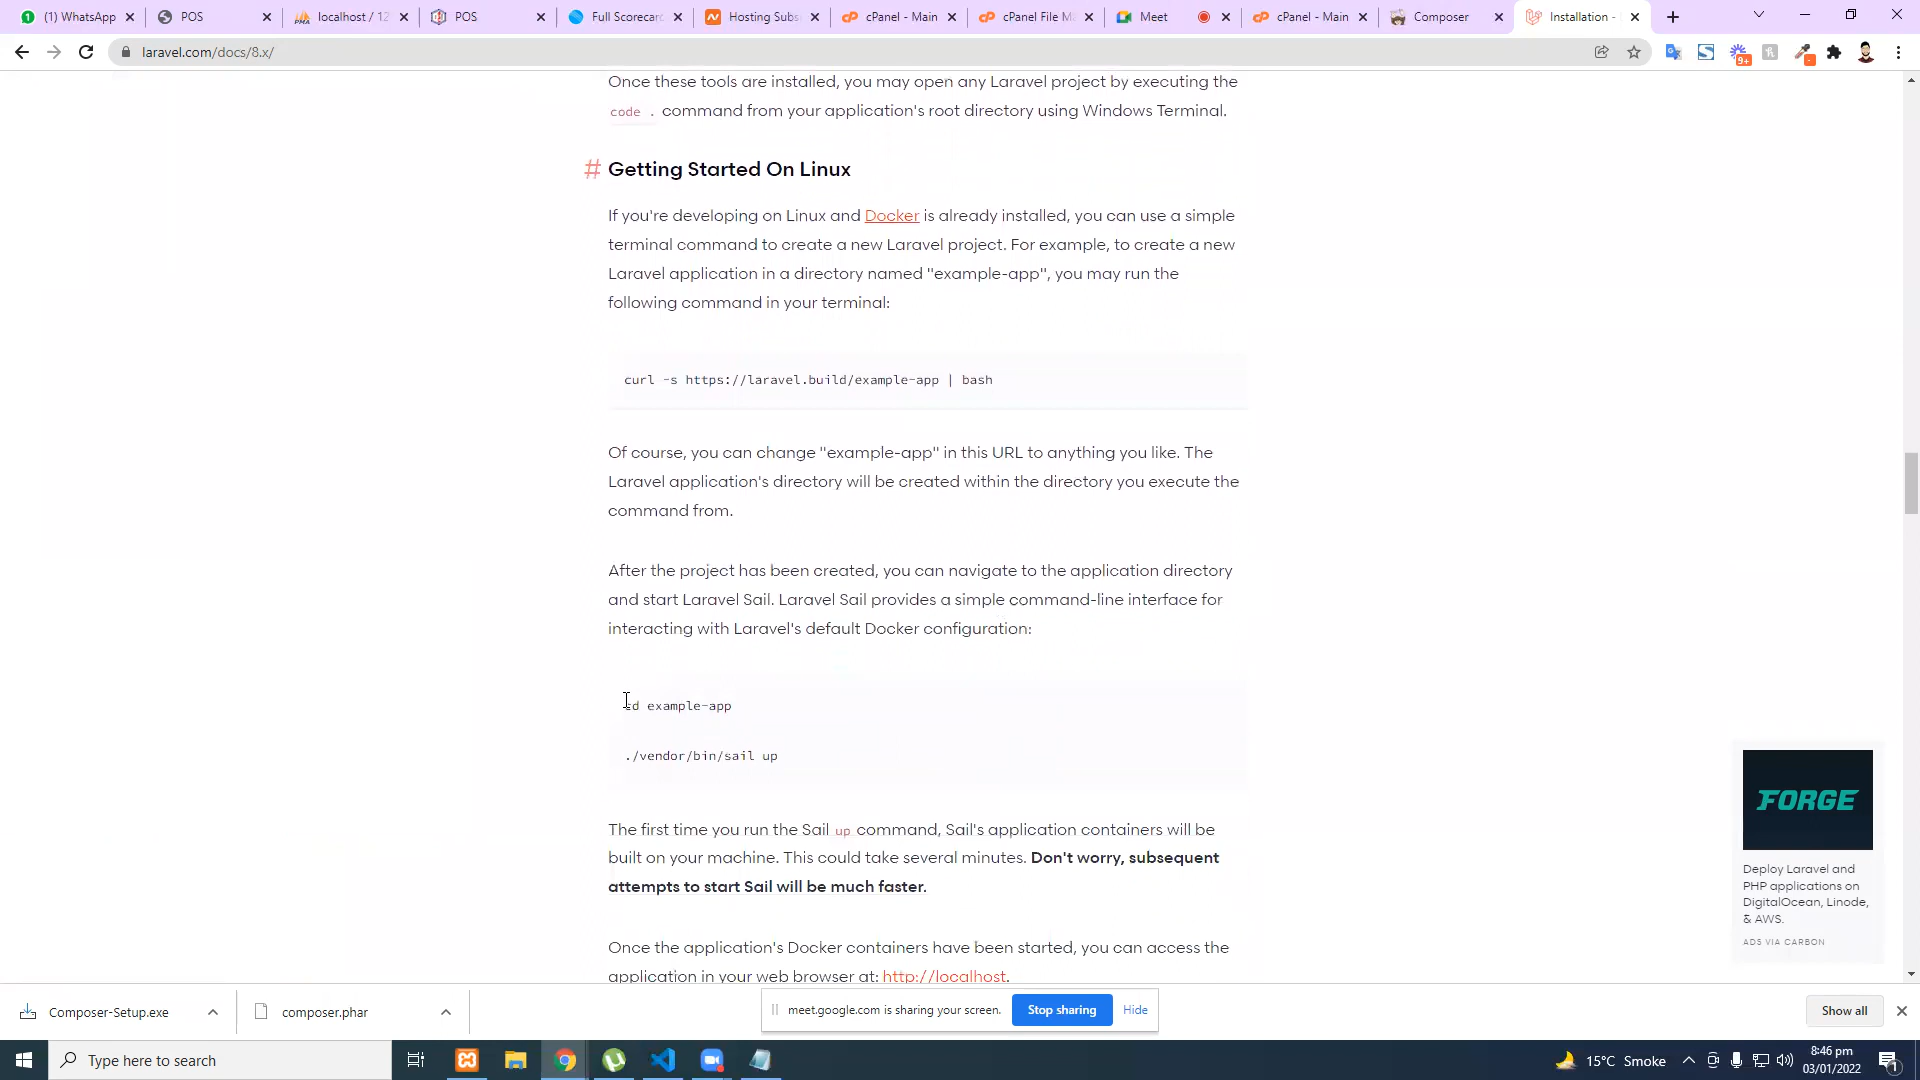 (1) WhatsApp
POS
localhost / 12
POS
Full Scorecar
Hosting Subs
cPanel - Main
cPanel File M
Meet
cPanel - Main
Composer
Installation -
laravel.com/docs/8.x/
9+
Once these tools are installed, you may open any Laravel project by executing the
code . command from your application's root directory using Windows Terminal.
# Getting Started On Linux
If you're developing on Linux and Docker is already installed, you can use a simple
terminal command to create a new Laravel project. For example, to create a new
Laravel application in a directory named "example-app", you may run the
following command in your terminal:
curl -s https://laravel.build/example-app | bash
Of course, you can change "example-app" in this URL to anything you like. The
Laravel application's directory will be created within the directory you execute the
command from.
After the project has been created, you can navigate to the application directory
and start Laravel Sail. Laravel Sail provides a simple command-line interface for
interacting with Laravel's default Docker configuration:
cd example-app
./vendor/bin/sail up
The first time you run the Sail up command, Sail's application containers will be
built on your machine. This could take several minutes. Don't worry, subsequent
attempts to start Sail will be much faster.
Once the application's Docker containers have been started, you can access the
application in your web browser at: http://localhost.
FORGE
Deploy Laravel and
PHP applications on
DigitalOcean, Linode,
& AWS.
ADS VIA CARBON
Composer-Setup.exe
composer.phar
meet.google.com is sharing your screen.
Stop sharing
Hide
Show all
Type here to search
15°C Smoke
8:46 pm
03/01/2022
1